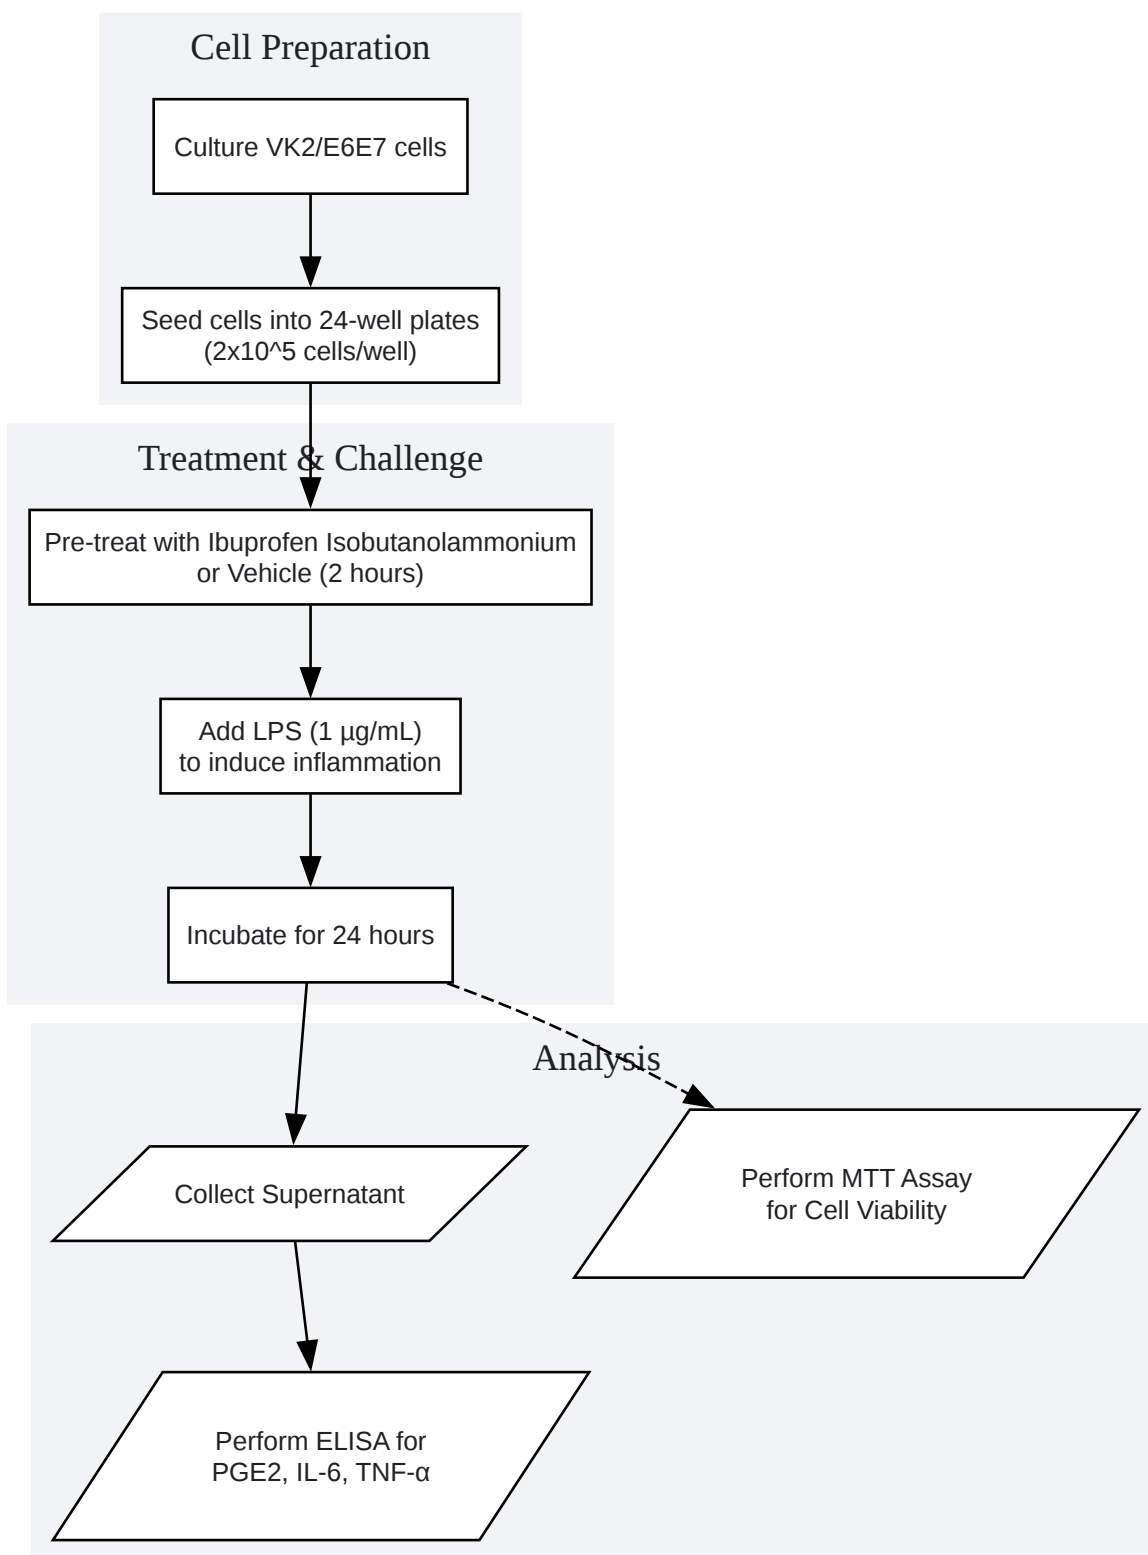 Cell Preparation
Culture VK2/E6E7 cells
Seed cells into 24-well plates
(2x10^5 cells/well)
Treatment & Challenge
Pre-treat with Ibuprofen Isobutanolammonium
or Vehicle (2 hours)
Add LPS (1 µg/mL)
to induce inflammation
Incubate for 24 hours
Analysis
Collect Supernatant
Perform MTT Assay
for Cell Viability
Perform ELISA for
PGE2, IL-6, TNF-α